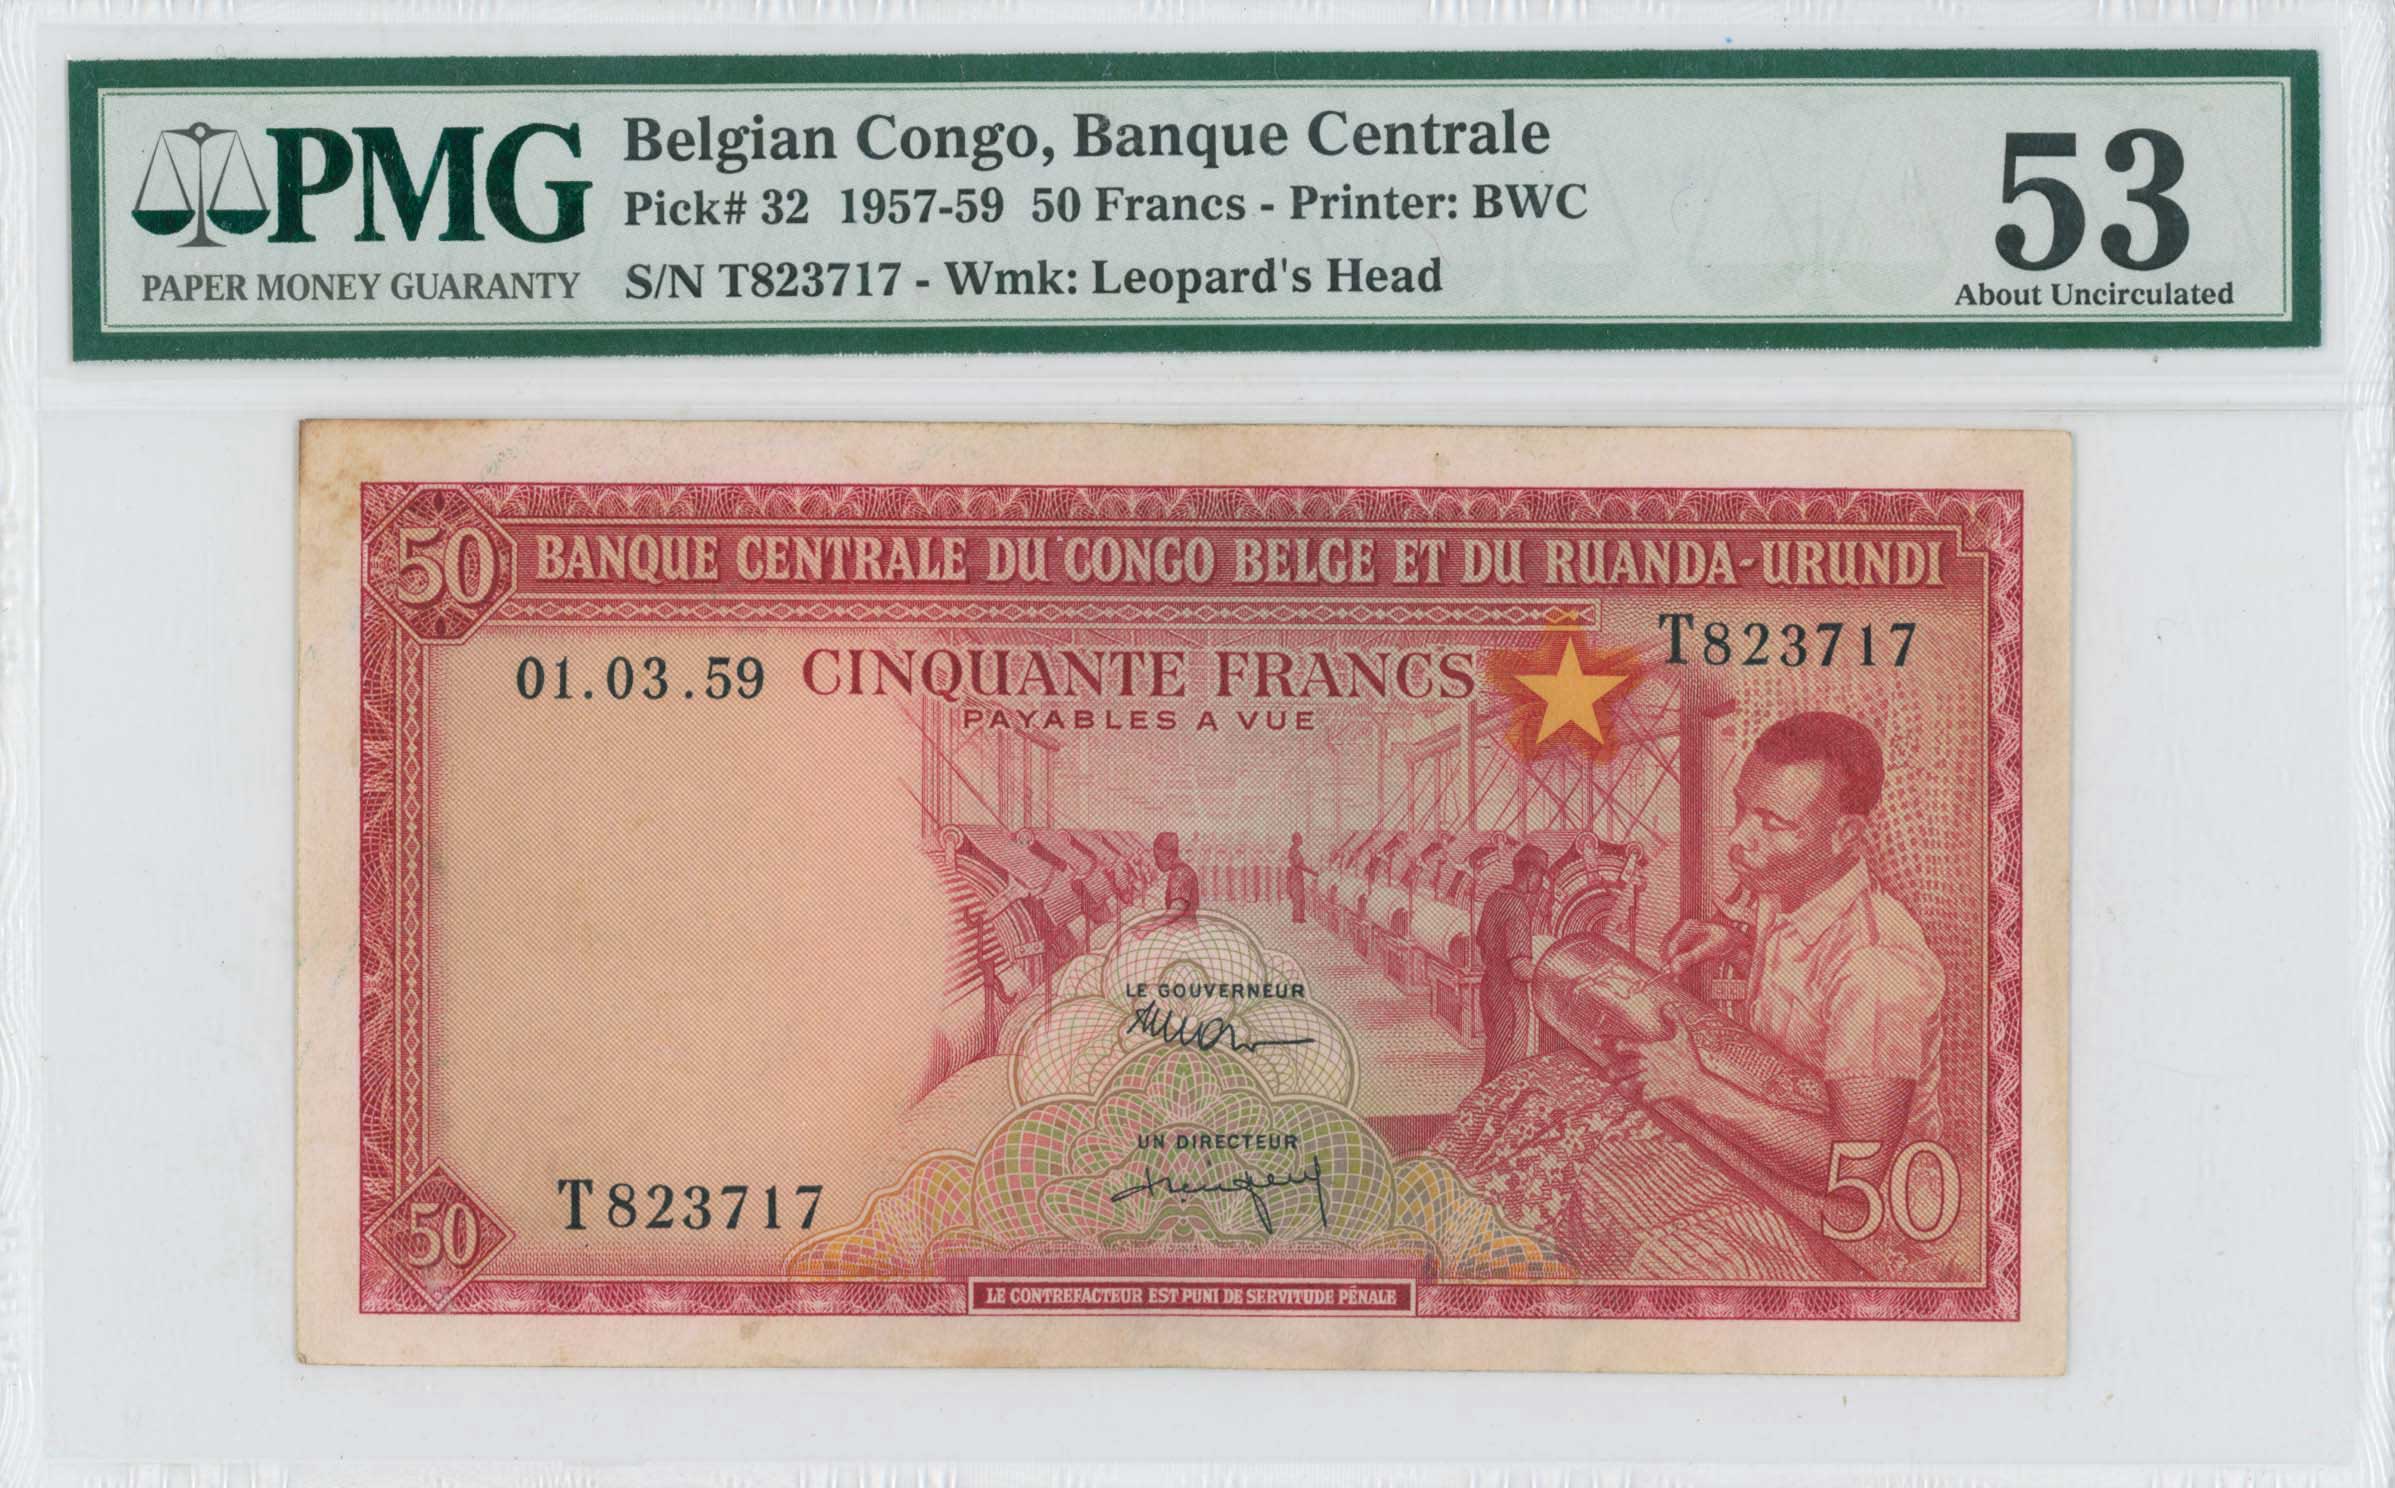 PMG
PAPER MONEY GUARANTY
Belgian Congo, Banque Centrale
Pick# 32 1957-59 50 Francs - Printer: BWC
S/N T823717 - Wmk: Leopard's Head
53
About Uncirculated
50
BANQUE CENTRALE DU CONGO BELGE ET DU RUANDA-URUNDI
T823717
01.03.59 CINQUANTE FRANCS
PAYABLES A VUE
LE GOUVERNEUR
UN DIRECTEUR
T823717
50
50
LE CONTREFACTEUR EST PUNI DE SERVITUDE PÉNALE